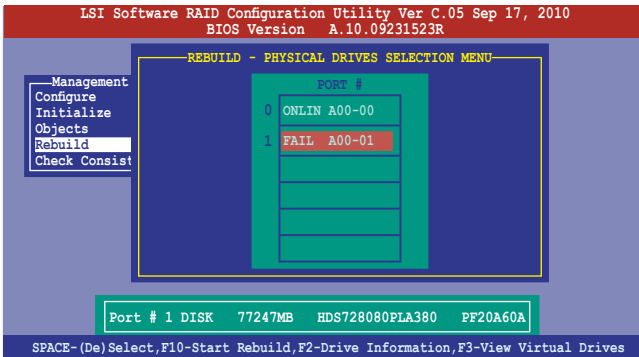 LSI Software RAID Configuration Utility Ver C.05 Sep 17, 2010
BIOS Version A.10.09231523R
REBUILD - PHYSICAL DRIVES SELECTION MENU
Management
Configure
Initialize
Objects
Rebuild
Check Consist
PORT #
0 ONLIN A00-00
1 FAIL A00-01
Port # 1 DISK 77247MB HDS728080PLA380 PF20A60A
SPACE-(De)Select,F10-Start Rebuild,F2-Drive Information,F3-View Virtual Drives